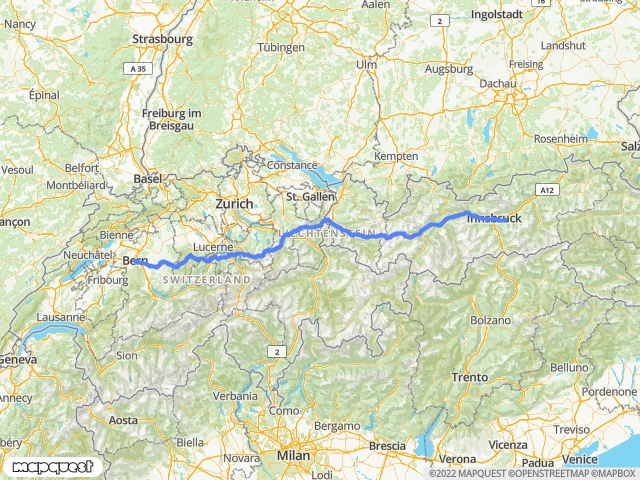 Aalen
Ingolstadt
2
16
Strasbourg
Nancy
Tübingen
Landshut
A 35
Ulm
Augsburg
Freising
Dachau
Épinal
Freiburg im
Breisgau
Rosenheim
Kempten
Constance
Vesoul
Belfort
Montbéliard
Basel
A12
St. Gallen
Zurich
Innsbruck
Bienne
Lucerne
Neuchâtel
Bern
SWITZERLAND
Fribourg
Lausanne
Bolzano
Geneva
Sion
2
Belluno
Trento
Annecy
Verbania
Pordenone
Como
Aosta
Bergamo
Treviso
Biella
Brescia
Vicenza
Novara
Milan
Verona
Padua
Venice
Lodi
mapquest
©2022 MAPQUEST ©OPENSTREETMAP ©MAPBOX